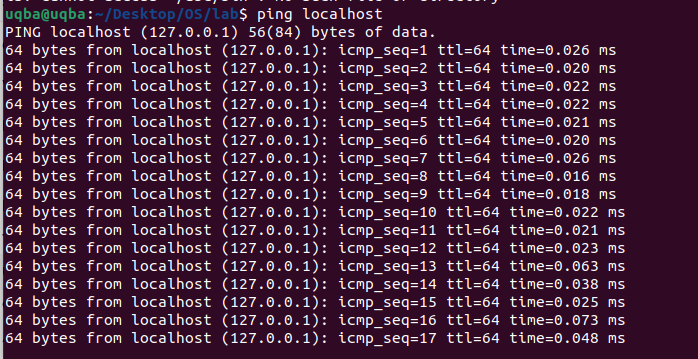 uqba@uqba:~/Desktop/OS/lab$ ping localhost
PING localhost (127.0.0.1) 56(84) bytes of data.
64 bytes from localhost (127.0.0.1): icmp_seq=1 ttl=64 time=0.026 ms
64 bytes from localhost (127.0.0.1): icmp_seq=2 ttl=64 time=0.020 ms
64 bytes from localhost (127.0.0.1): icmp_seq=3 ttl=64 time=0.022 ms
64 bytes from localhost (127.0.0.1): icmp_seq=4 ttl=64 time=0.022 ms
64 bytes from localhost (127.0.0.1): icmp_seq=5 ttl=64 time=0.021 ms
64 bytes from localhost (127.0.0.1): icmp_seq=6 ttl=64 time=0.020 ms
64 bytes from localhost (127.0.0.1): icmp_seq=7 ttl=64 time=0.026 ms
64 bytes from localhost (127.0.0.1): icmp_seq=8 ttl=64 time=0.016 ms
64 bytes from localhost (127.0.0.1): icmp_seq=9 ttl=64 time=0.018 ms
64 bytes from localhost (127.0.0.1): icmp_seq=10 ttl=64 time=0.022 ms
64 bytes from localhost (127.0.0.1): icmp_seq=11 ttl=64 time=0.021 ms
64 bytes from localhost (127.0.0.1): icmp_seq=12 ttl=64 time=0.023 ms
64 bytes from localhost (127.0.0.1): icmp_seq=13 ttl=64 time=0.063 ms
64 bytes from localhost (127.0.0.1): icmp_seq=14 ttl=64 time=0.038 ms
64 bytes from localhost (127.0.0.1): icmp_seq=15 ttl=64 time=0.025 ms
64 bytes from localhost (127.0.0.1): icmp_seq=16 ttl=64 time=0.073 ms
64 bytes from localhost (127.0.0.1): icmp_seq=17 ttl=64 time=0.048 ms